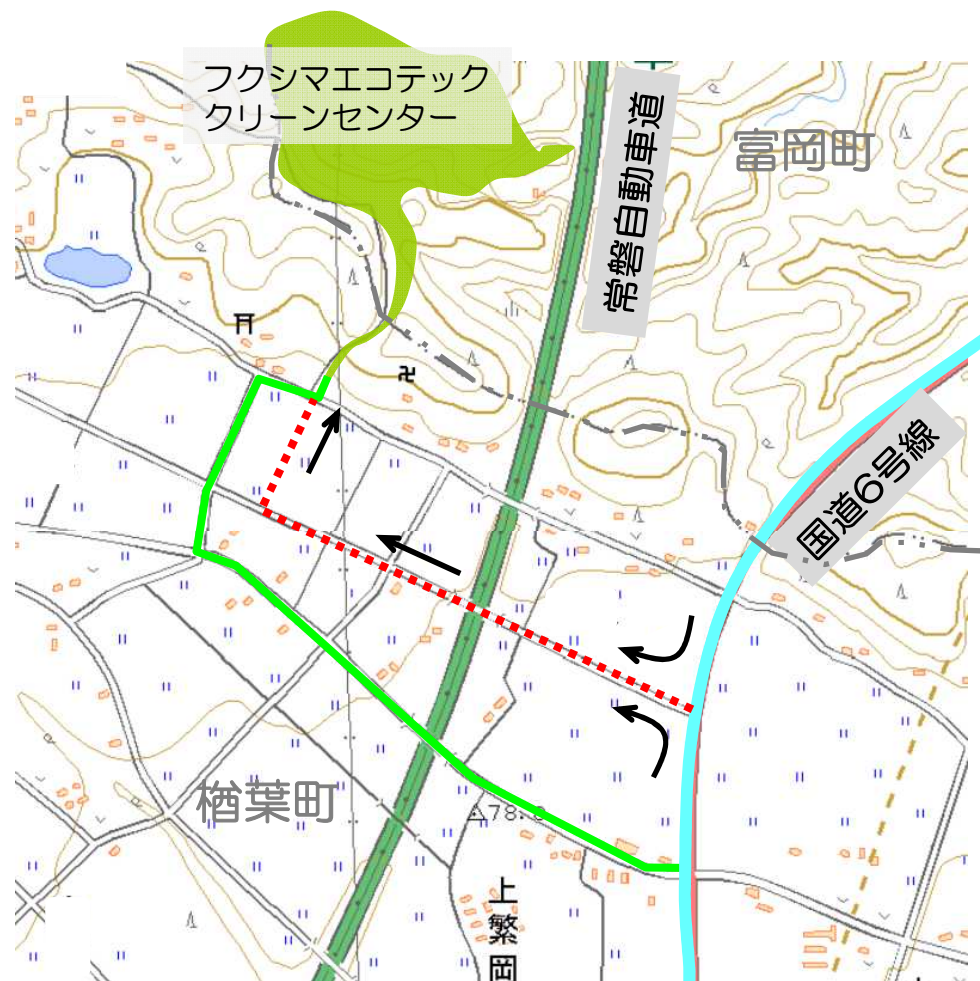 フクシマエコテック
クリーンセンター
常磐自動車道
富岡町
国道6号線
楢葉町
上繁岡